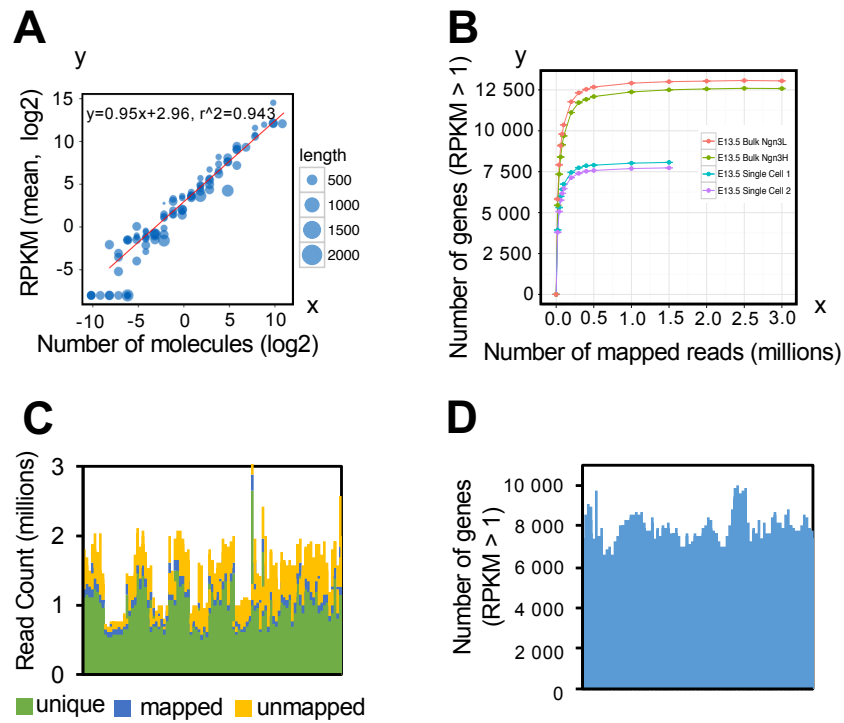 A
y
RPKM (mean, log2)
15
10
5
0
-5
y=0.95x+2.96, r^2=0.943
length
500
1000
1500
2000
x
-10 -5 0 5 10
Number of molecules (log2)
B
y
Number of genes (RPKM > 1)
12 500
10 000
7 500
5 000
2 500
0
E13.5 Bulk Ngn3L
E13.5 Bulk Ngn3H
E13.5 Single Cell 1
E13.5 Single Cell 2
x
0.0 0.5 1.0 1.5 2.0 2.5 3.0
Number of mapped reads (millions)
C
Read Count (millions)
3
2
1
0
unique mapped unmapped
D
Number of genes
(RPKM > 1)
10 000
8 000
6 000
4 000
2 000
0